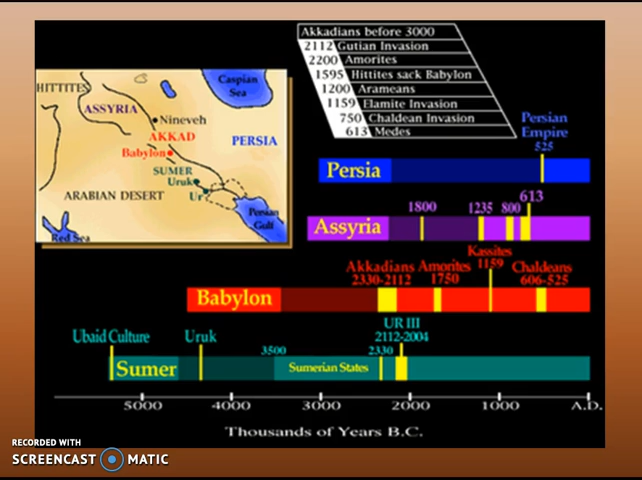 Akkadians before 3000
2112 Gutian Invasion
2200 Amorites
1595 Hittites sack Babylon
1200 Arameans
1159 Elamite Invasion
750 Chaldean Invasion
613 Medes
HITTITES
Caspian
Sea
ASSYRIA
Nineveh
AKKAD
Babylon
PERSIA
SUMER
Uruk
Ur
ARABIAN DESERT
Persian
Gulf
Red Sea
Persian
Empire
525
Persia
613
1800 1235 800
Assyria
Kassites
Akkadians Amorites 1159 Chaldeans
2330-2112 1750 606-525
Babylon
UR III
Ubaid Culture Uruk 2112-2004
3500 2330
Sumer Sumerian States
5000 4000 3000 2000 1000 A.D.
Thousands of Years B.C.
RECORDED WITH
SCREENCAST MATIC